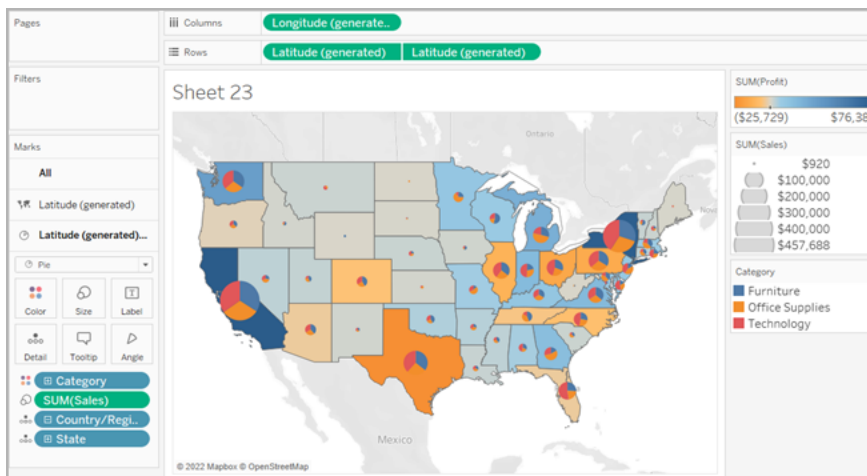 Pages
Filters
Marks
All
Latitude (generated)
Latitude (generated)...
Pie
Color
Size
Label
Detail
Tooltip
Angle
Category
SUM(Sales)
Country/Regi..
State
Columns
Longitude (generate..
Rows
Latitude (generated) Latitude (generated)
Sheet 23
Ontario
Mexico
© 2022 Mapbox © OpenStreetMap
SUM(Profit)
($25,729) $76,38
SUM(Sales)
$920
$100,000
$200,000
$300,000
$400,000
$457,688
Category
Furniture
Office Supplies
Technology